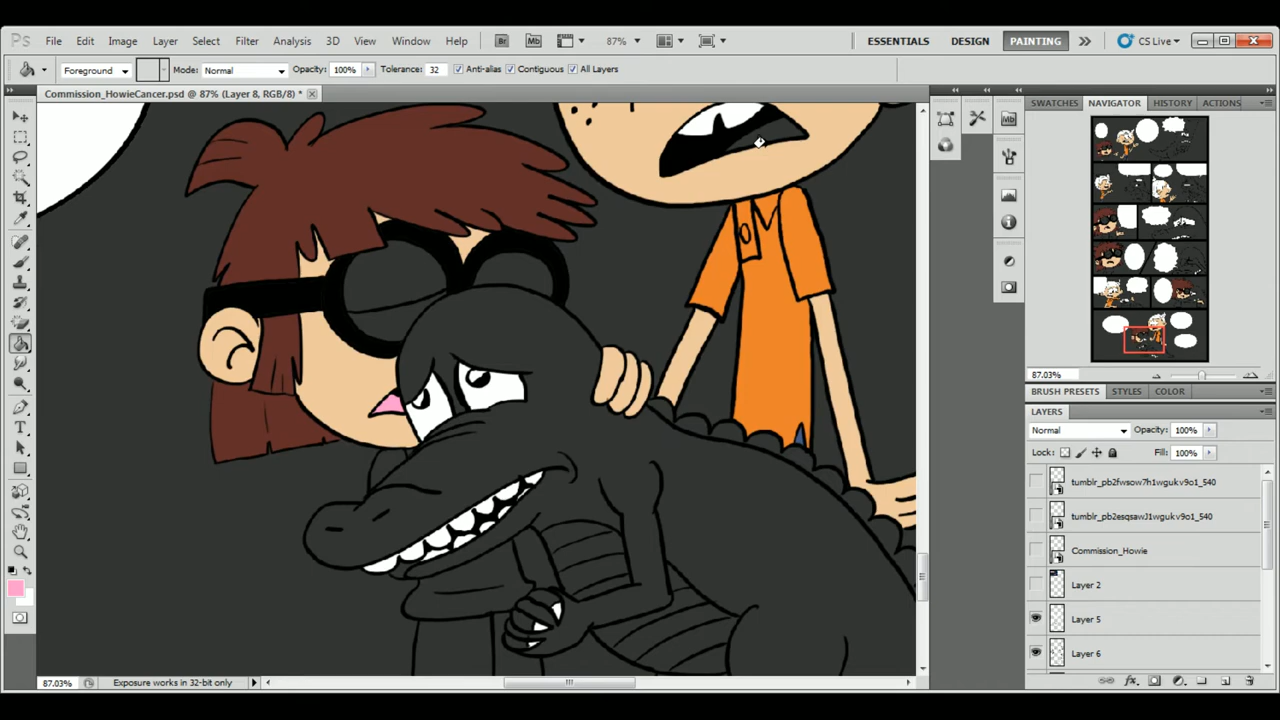 Ps File Edit Image Layer Select Filter Analysis 3D View Window Help Br Mb 87% ESSENTIALS DESIGN PAINTING CS Live
Foreground Mode: Normal Opacity: 100% Tolerance: 32 Anti-alias Contiguous All Layers
Commission_HowieCancer.psd @ 87% (Layer 8, RGB/8) *
SWATCHES NAVIGATOR HISTORY ACTIONS
Mb
87.03%
BRUSH PRESETS STYLES COLOR
LAYERS
Normal Opacity: 100%
Lock: Fill: 100%
tumblr_pb2fwsow7h1wgukv9o1_540
tumblr_pb2esqsawJ1wgukv9o1_540
Commission_Howie
Layer 2
Layer 5
Layer 6
87.03% Exposure works in 32-bit only